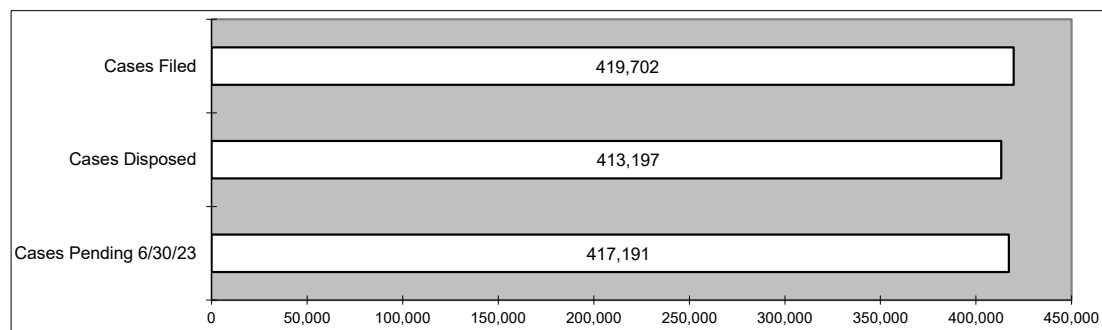 Cases Filed
419,702
Cases Disposed
413,197
Cases Pending 6/30/23
417,191
0 50,000 100,000 150,000 200,000 250,000 300,000 350,000 400,000 450,000